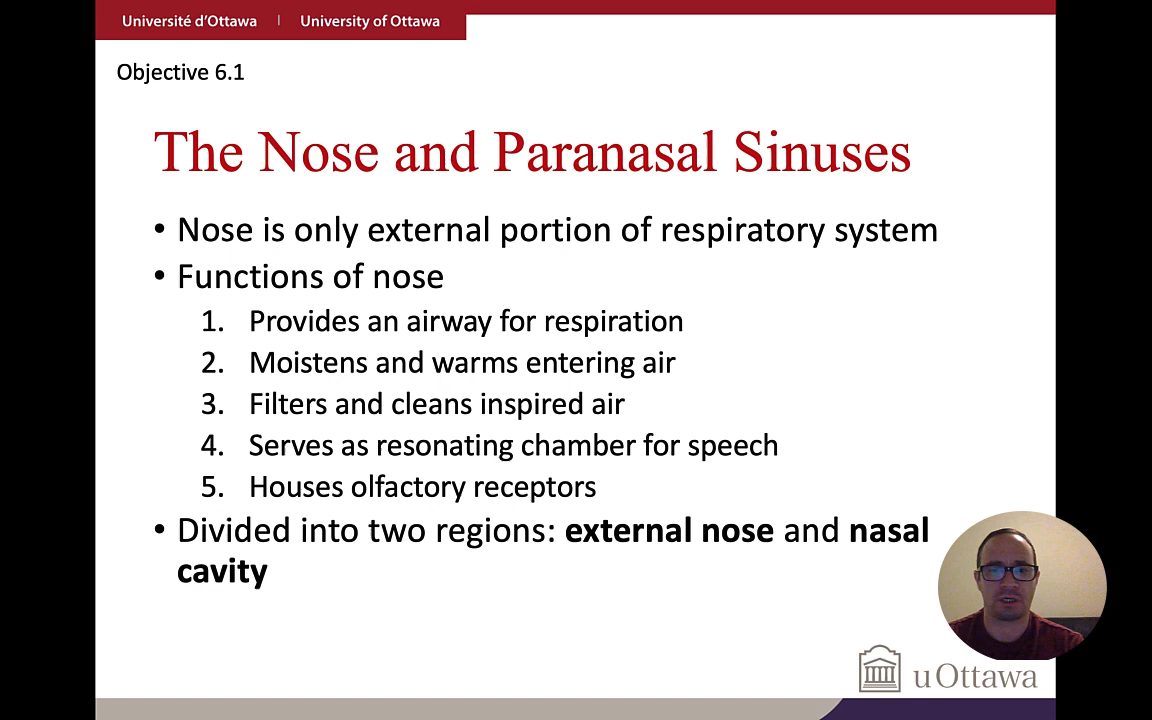 Université d'Ottawa | University of Ottawa
Objective 6.1
The Nose and Paranasal Sinuses
• Nose is only external portion of respiratory system
• Functions of nose
1. Provides an airway for respiration
2. Moistens and warms entering air
3. Filters and cleans inspired air
4. Serves as resonating chamber for speech
5. Houses olfactory receptors
• Divided into two regions: external nose and nasal
cavity
uOttawa